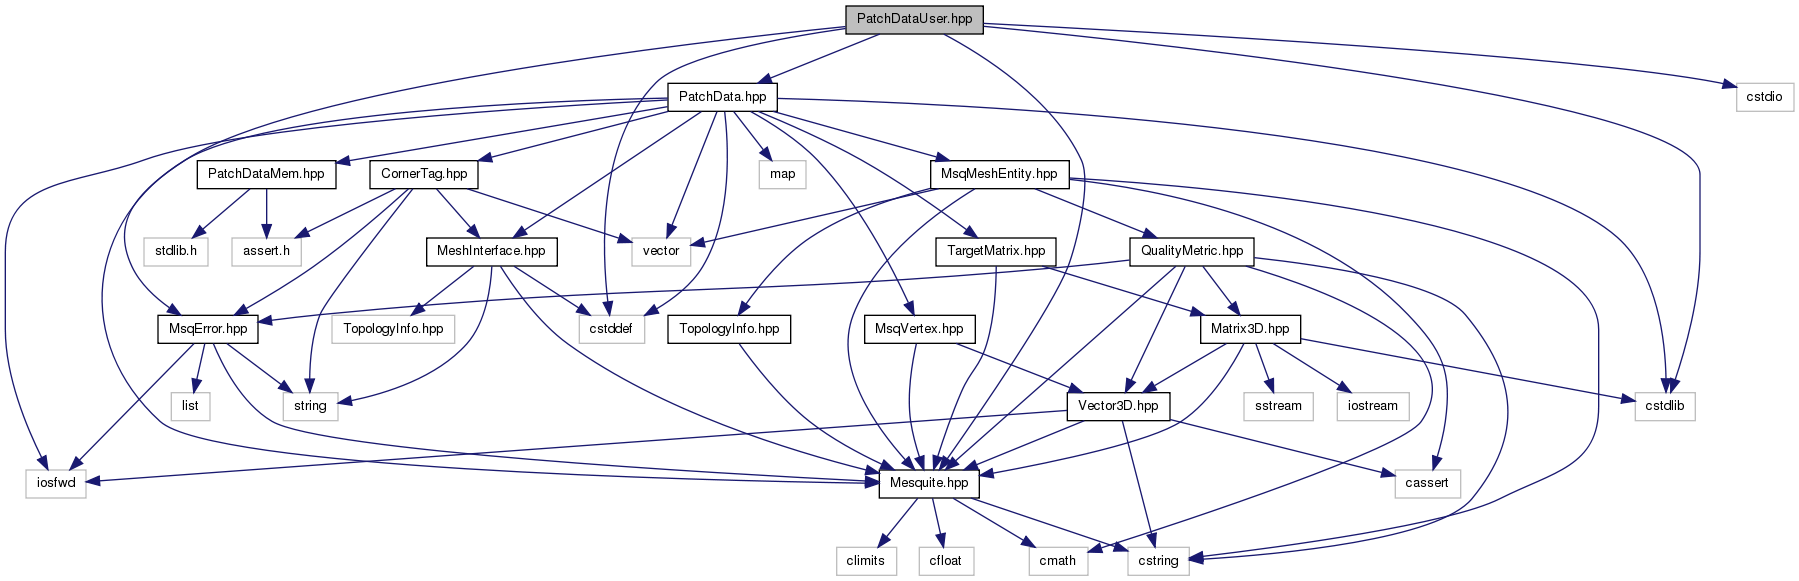 PatchDataUser.hpp
PatchData.hpp
cstdio
PatchDataMem.hpp
CornerTag.hpp
map
MsqMeshEntity.hpp
stdlib.h
assert.h
MeshInterface.hpp
vector
TargetMatrix.hpp
QualityMetric.hpp
MsqError.hpp
TopologyInfo.hpp
cstddef
TopologyInfo.hpp
MsqVertex.hpp
Matrix3D.hpp
list
string
Vector3D.hpp
sstream
iostream
cstdlib
iosfwd
Mesquite.hpp
cassert
climits
cfloat
cmath
cstring